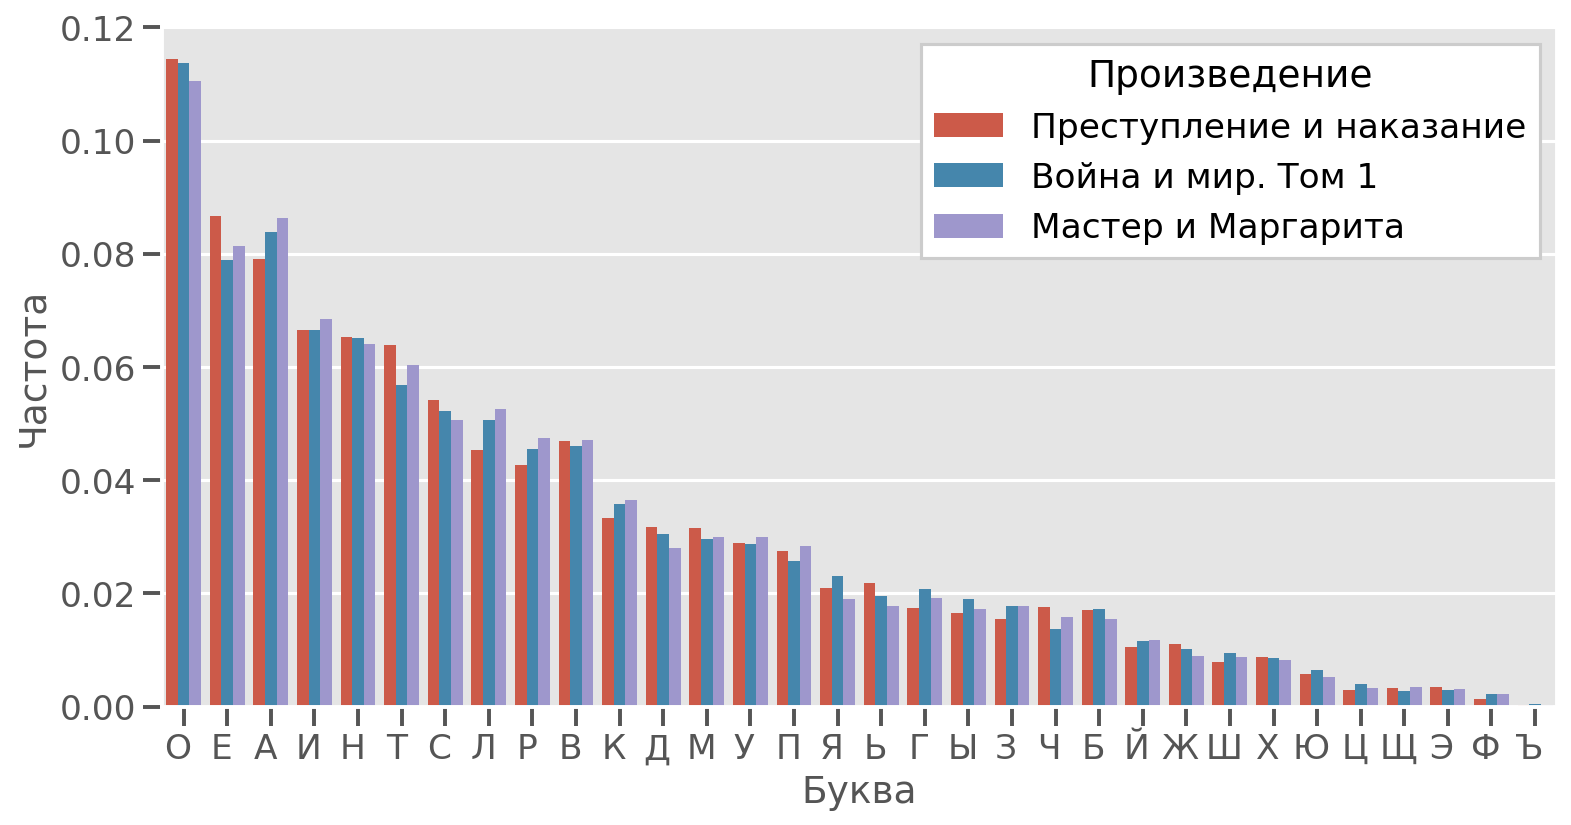 0.12
0.10
0.08
0.06
0.04
0.02
0.00
Частота
Произведение
Преступление и наказание
Война и мир. Том 1
Мастер и Маргарита
О Е А И Н Т С Л Р В К Д М У П Я Ь Г Ы З Ч Б Й Ж Ш Х Ю Ц Щ Э Ф Ъ
Буква